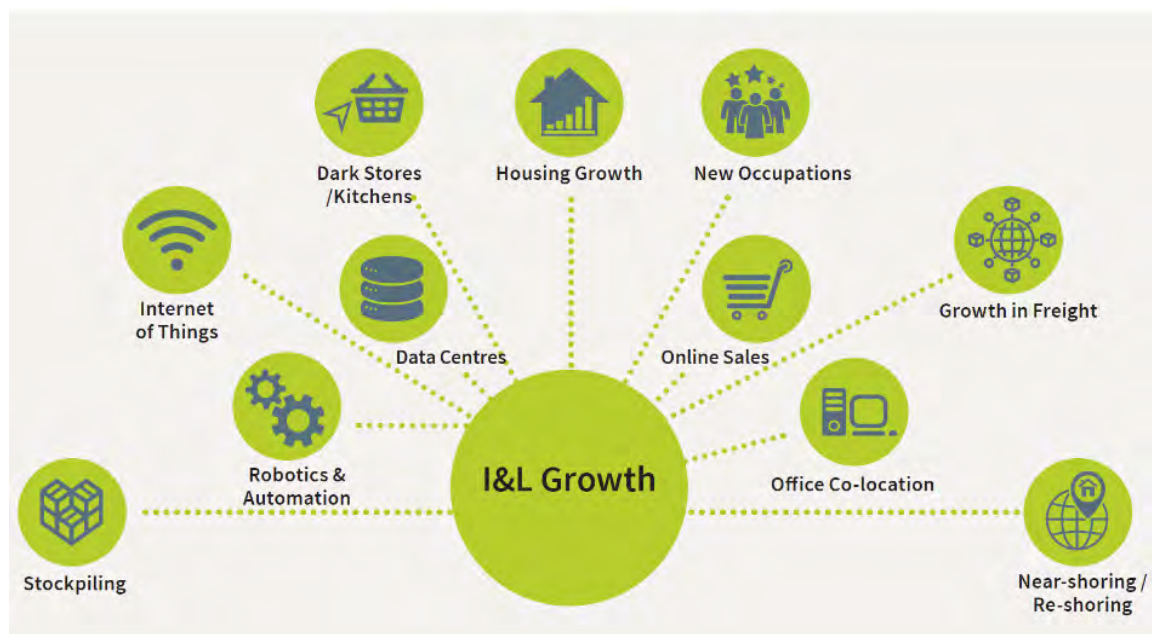 Dark Stores
/Kitchens
Housing Growth
New Occupations
Internet
of Things
Growth in Freight
Data Centres
Online Sales
Robotics &
Automation
I&L Growth
Office Co-location
Stockpiling
Near-shoring /
Re-shoring